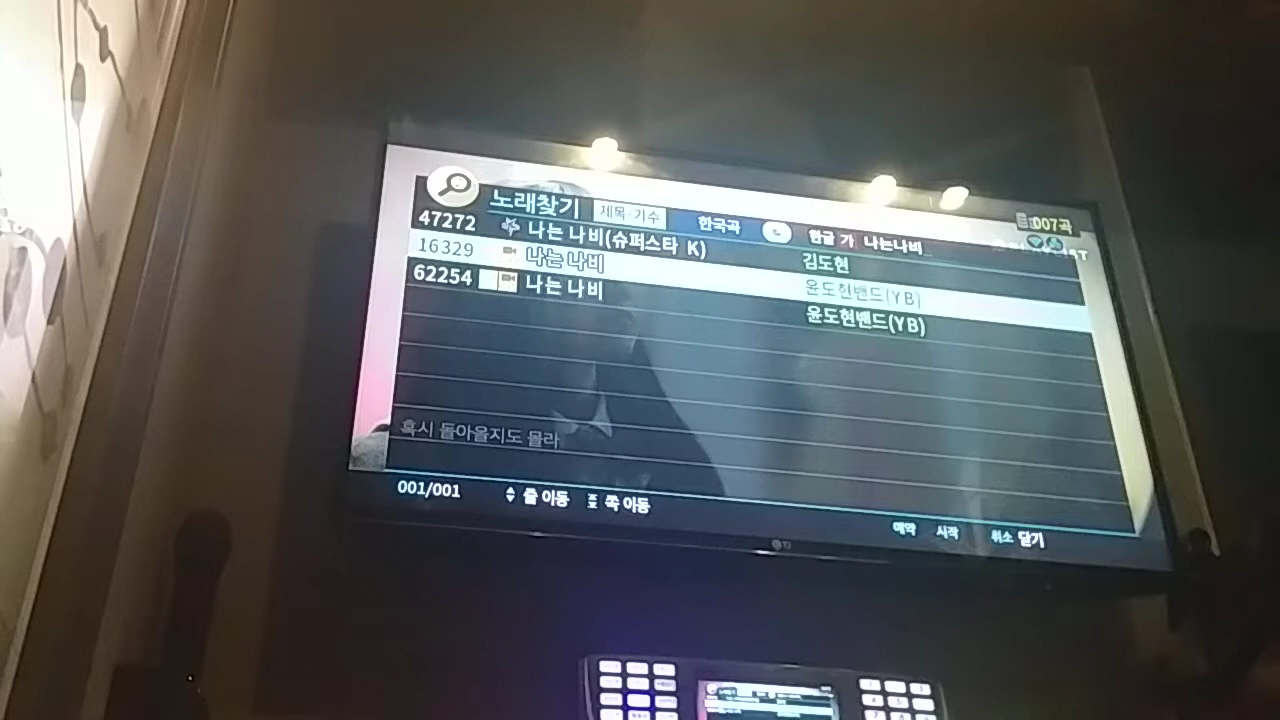 노래찾기 제목·가수 한국곡 한글 가 나는나비_ 007곡
47272 나는 나비(슈퍼스타 K) 김도현
16329 나는 나비 윤도현밴드(YB)
62254 나는 나비 윤도현밴드(YB)
혹시 돌아올지도 몰라
001/001 줄 이동 쪽 이동 예약 시작 취소 닫기